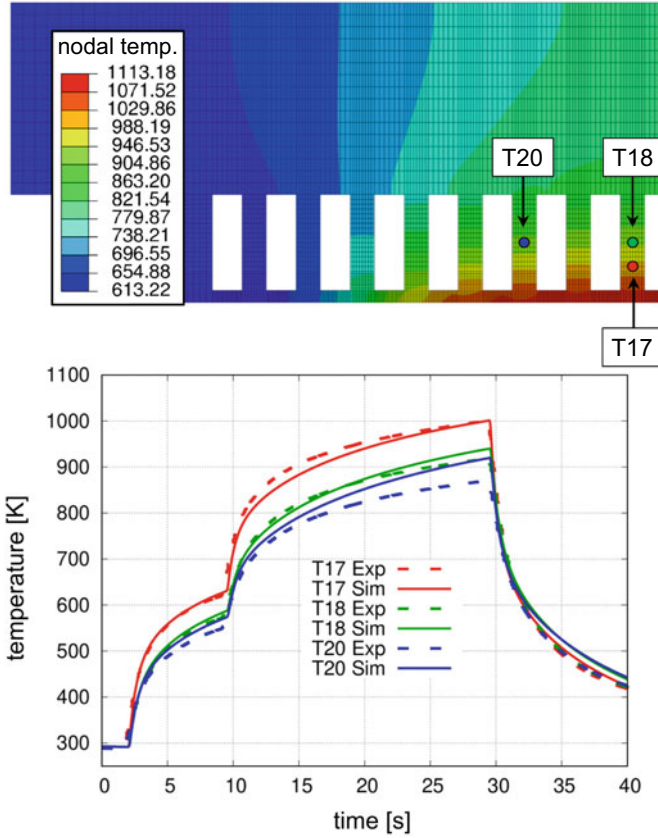 nodal temp.
1113.18
1071.52
1029.86
988.19
946.53
904.86
863.20
821.54
779.87
738.21
696.55
654.88
613.22
T20
T18
T17
1100
1000
900
800
700
600
500
400
300
temperature [K]
T17 Exp
T17 Sim
T18 Exp
T18 Sim
T20 Exp
T20 Sim
0 5 10 15 20 25 30 35 40
time [s]